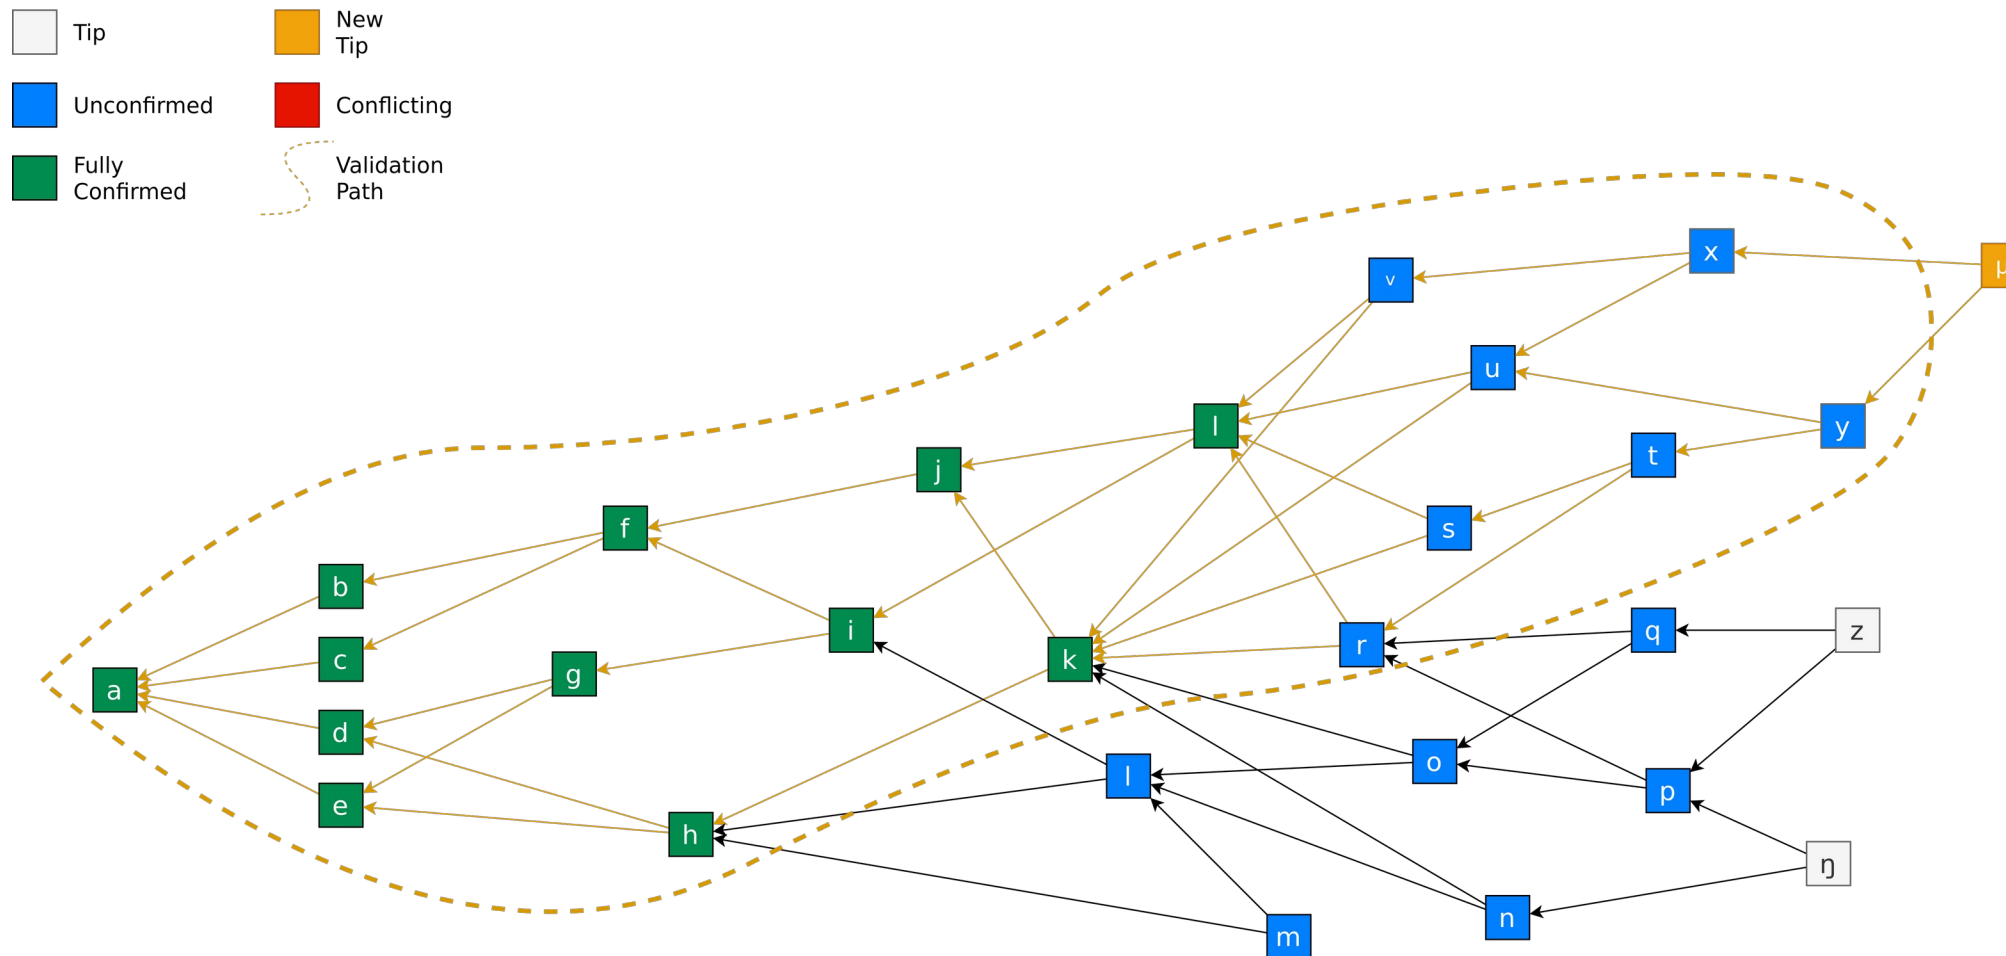 Tip
New
Tip
Unconfirmed
Conflicting
Fully
Confirmed
Validation
Path
x
μ
v
u
l
y
j
t
f
s
b
i
q
z
r
c
k
g
a
d
o
l
p
e
h
ŋ
n
m